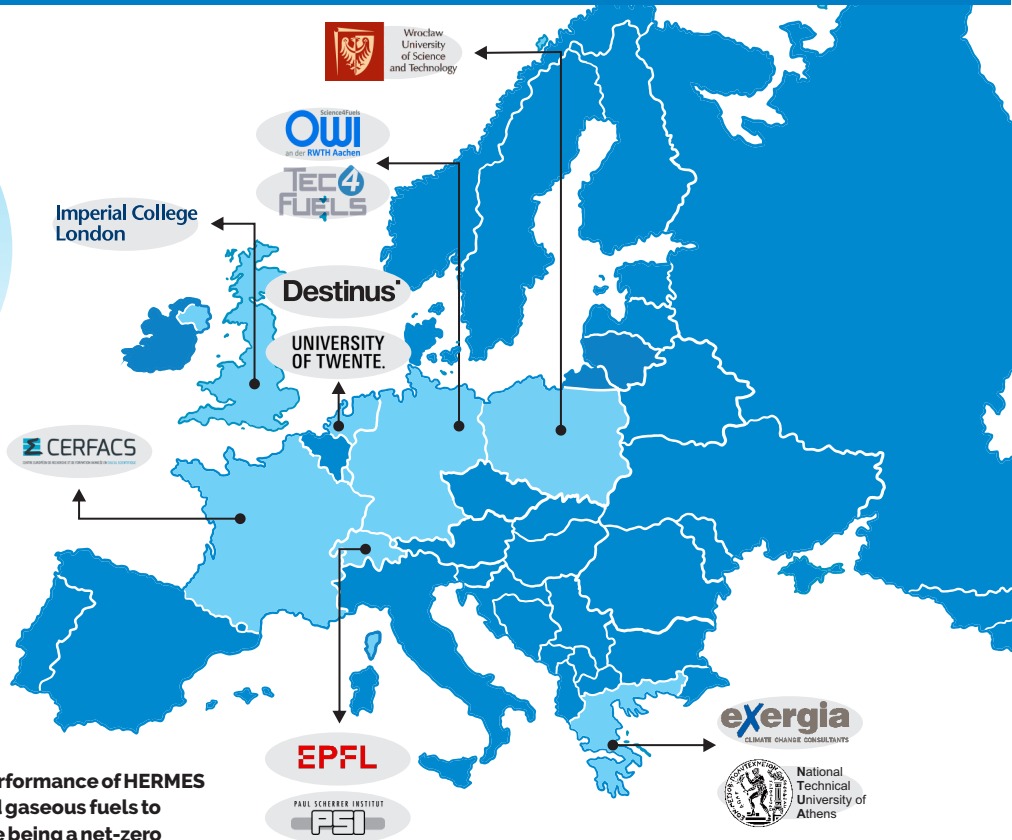 Wrocław
University
of Science
and Technology
Science4Fuels
OWI
an der RWTH Aachen
TEC4
FUELS
Imperial College
London
Destinus
UNIVERSITY
OF TWENTE.
CERFACS
EPFL
PAUL SCHERRER INSTITUT
PSI
eXergia
CLIMATE CHANGE CONSULTANTS
National
Technical
University of
Athens
rformance of HERMES
l gaseous fuels to
e being a net-zero